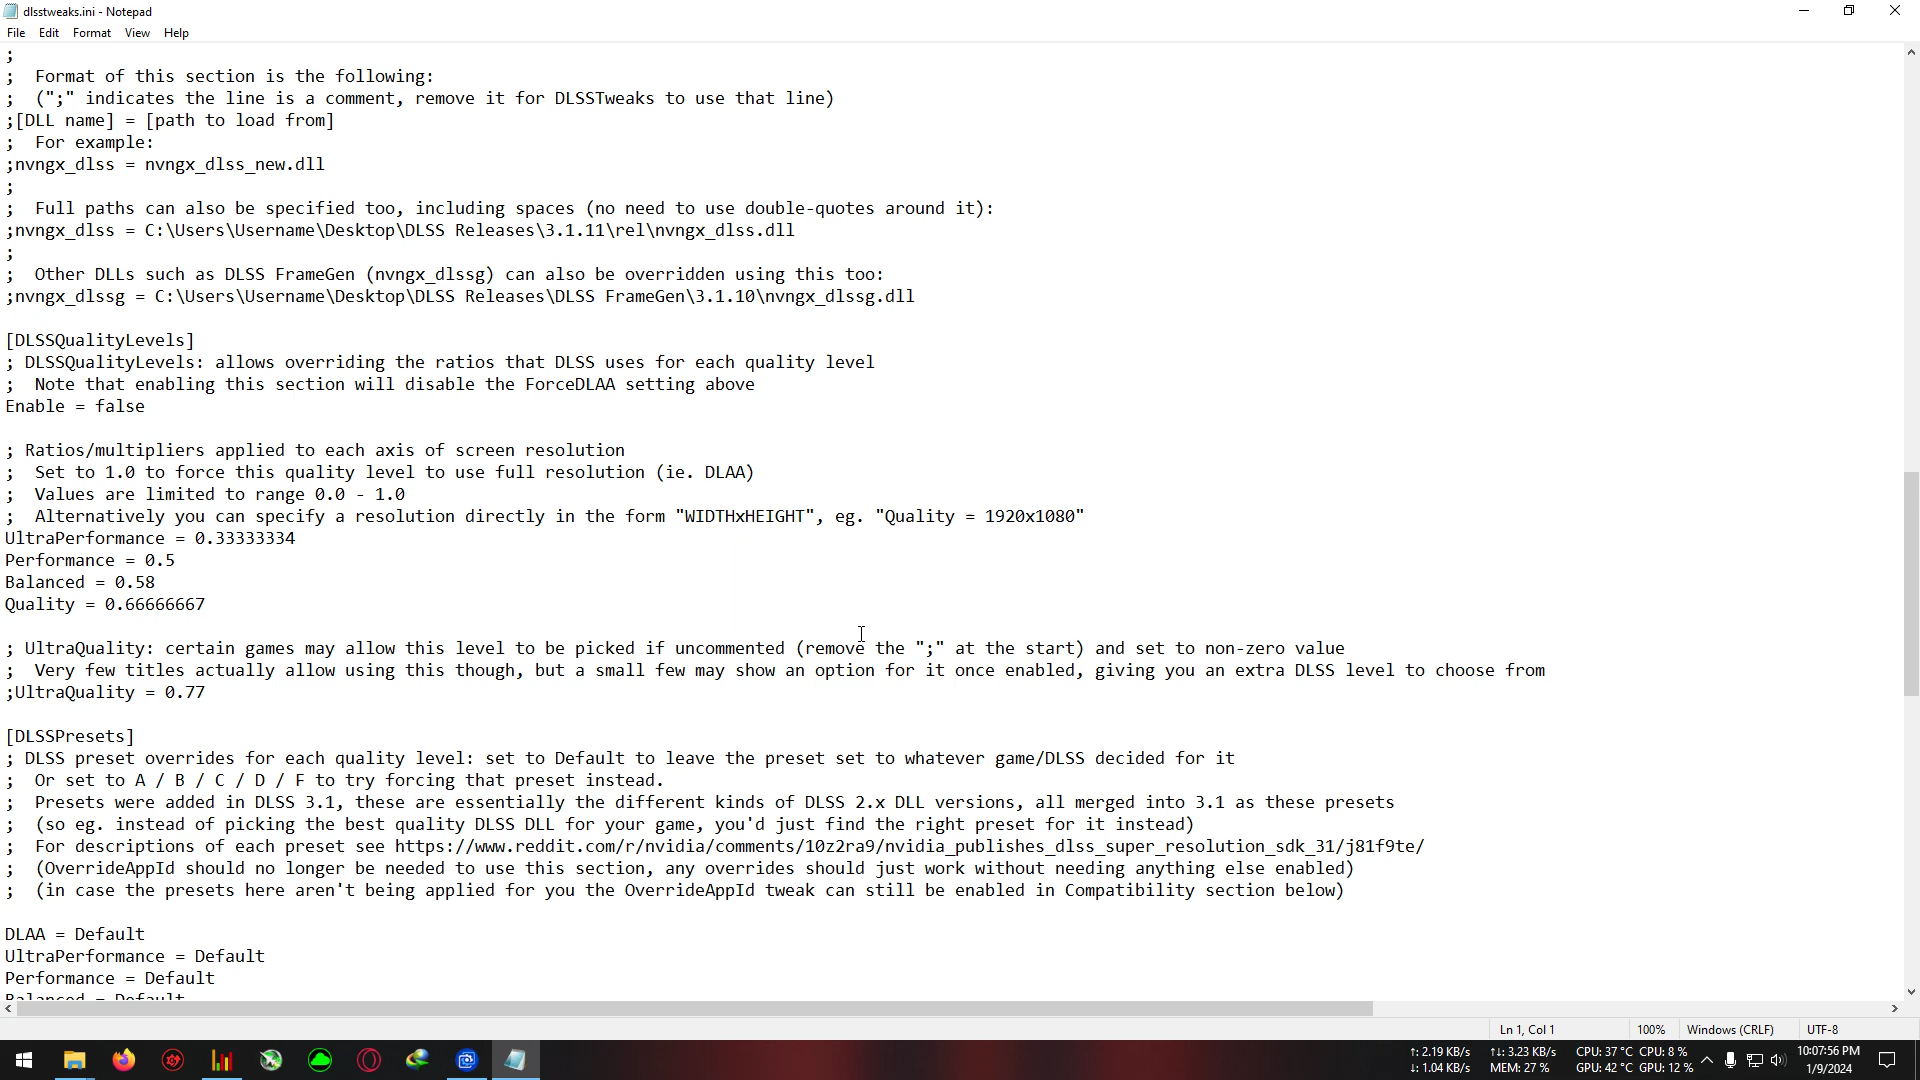 dlsstweaks.ini - Notepad
File Edit Format View Help
;
;  Format of this section is the following:
;  (";" indicates the line is a comment, remove it for DLSSTweaks to use that line)
;[DLL name] = [path to load from]
;  For example:
;nvngx_dlss = nvngx_dlss_new.dll
;
;  Full paths can also be specified too, including spaces (no need to use double-quotes around it):
;nvngx_dlss = C:\Users\Username\Desktop\DLSS Releases\3.1.11\rel\nvngx_dlss.dll
;
;  Other DLLs such as DLSS FrameGen (nvngx_dlssg) can also be overridden using this too:
;nvngx_dlssg = C:\Users\Username\Desktop\DLSS Releases\DLSS FrameGen\3.1.10\nvngx_dlssg.dll
[DLSSQualityLevels]
; DLSSQualityLevels: allows overriding the ratios that DLSS uses for each quality level
;  Note that enabling this section will disable the ForceDLAA setting above
Enable = false
; Ratios/multipliers applied to each axis of screen resolution
;  Set to 1.0 to force this quality level to use full resolution (ie. DLAA)
;  Values are limited to range 0.0 - 1.0
;  Alternatively you can specify a resolution directly in the form "WIDTHxHEIGHT", eg. "Quality = 1920x1080"
UltraPerformance = 0.33333334
Performance = 0.5
Balanced = 0.58
Quality = 0.66666667
; UltraQuality: certain games may allow this level to be picked if uncommented (remove the ";" at the start) and set to non-zero value
;  Very few titles actually allow using this though, but a small few may show an option for it once enabled, giving you an extra DLSS level to choose from
;UltraQuality = 0.77
[DLSSPresets]
; DLSS preset overrides for each quality level: set to Default to leave the preset set to whatever game/DLSS decided for it
;  Or set to A / B / C / D / F to try forcing that preset instead.
;  Presets were added in DLSS 3.1, these are essentially the different kinds of DLSS 2.x DLL versions, all merged into 3.1 as these presets
;  (so eg. instead of picking the best quality DLSS DLL for your game, you'd just find the right preset for it instead)
;  For descriptions of each preset see https://www.reddit.com/r/nvidia/comments/10z2ra9/nvidia_publishes_dlss_super_resolution_sdk_31/j81f9te/
;  (OverrideAppId should no longer be needed to use this section, any overrides should just work without needing anything else enabled)
;  (in case the presets here aren't being applied for you the OverrideAppId tweak can still be enabled in Compatibility section below)
DLAA = Default
UltraPerformance = Default
Performance = Default
Balanced = Default
Ln 1, Col 1 100% Windows (CRLF) UTF-8
↑: 2.19 KB/s ↑↓: 3.23 KB/s CPU: 37 °C CPU: 8 % 10:07:56 PM
↓: 1.04 KB/s MEM: 27 % GPU: 42 °C GPU: 12 % 1/9/2024